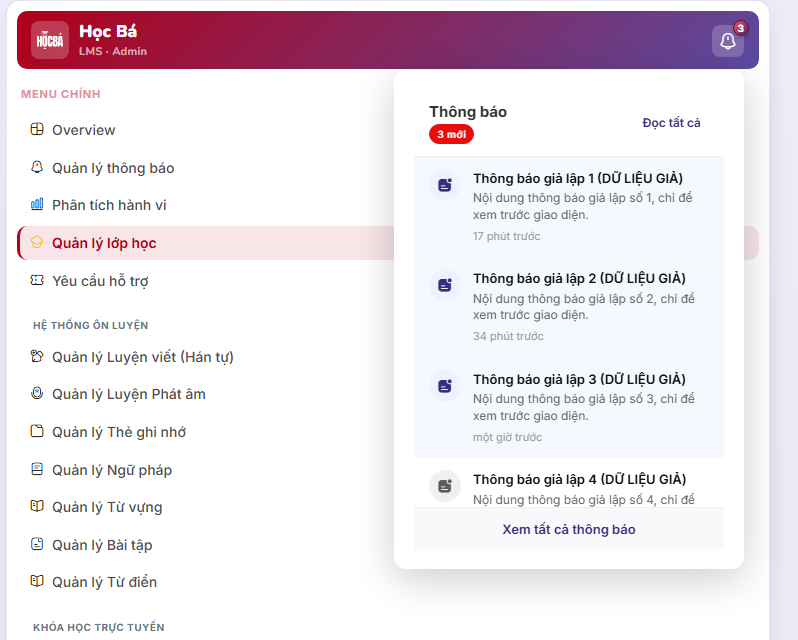 HỌCBÁ
Học Bá
LMS · Admin
3
MENU CHÍNH
Overview
Quản lý thông báo
Phân tích hành vi
Quản lý lớp học
Yêu cầu hỗ trợ
HỆ THỐNG ÔN LUYỆN
Quản lý Luyện viết (Hán tự)
Quản lý Luyện Phát âm
Quản lý Thẻ ghi nhớ
Quản lý Ngữ pháp
Quản lý Từ vựng
Quản lý Bài tập
Quản lý Từ điển
KHÓA HỌC TRỰC TUYẾN
Thông báo
3 mới
Đọc tất cả
Thông báo giả lập 1 (DỮ LIỆU GIẢ)
Nội dung thông báo giả lập số 1, chỉ để
xem trước giao diện.
17 phút trước
Thông báo giả lập 2 (DỮ LIỆU GIẢ)
Nội dung thông báo giả lập số 2, chỉ để
xem trước giao diện.
34 phút trước
Thông báo giả lập 3 (DỮ LIỆU GIẢ)
Nội dung thông báo giả lập số 3, chỉ để
xem trước giao diện.
một giờ trước
Thông báo giả lập 4 (DỮ LIỆU GIẢ)
Nội dung thông báo giả lập số 4, chỉ để
Xem tất cả thông báo